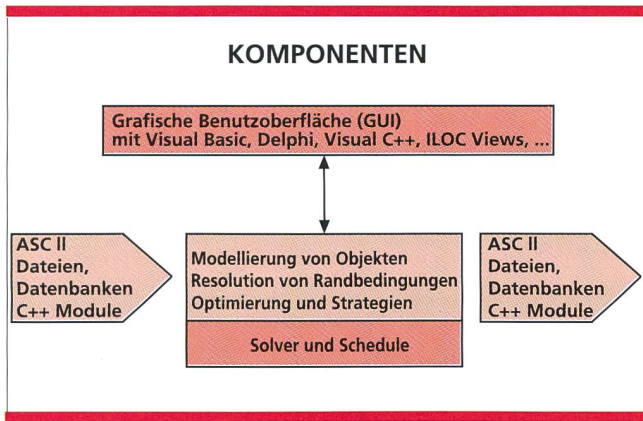 KOMPONENTEN
Grafische Benutzoberfläche (GUI)
mit Visual Basic, Delphi, Visual C++, ILOC Views, ...
ASC II
Dateien,
Datenbanken
C++ Module
Modellierung von Objekten
Resolution von Randbedingungen
Optimierung und Strategien
Solver und Schedule
ASC II
Dateien,
Datenbanken
C++ Module